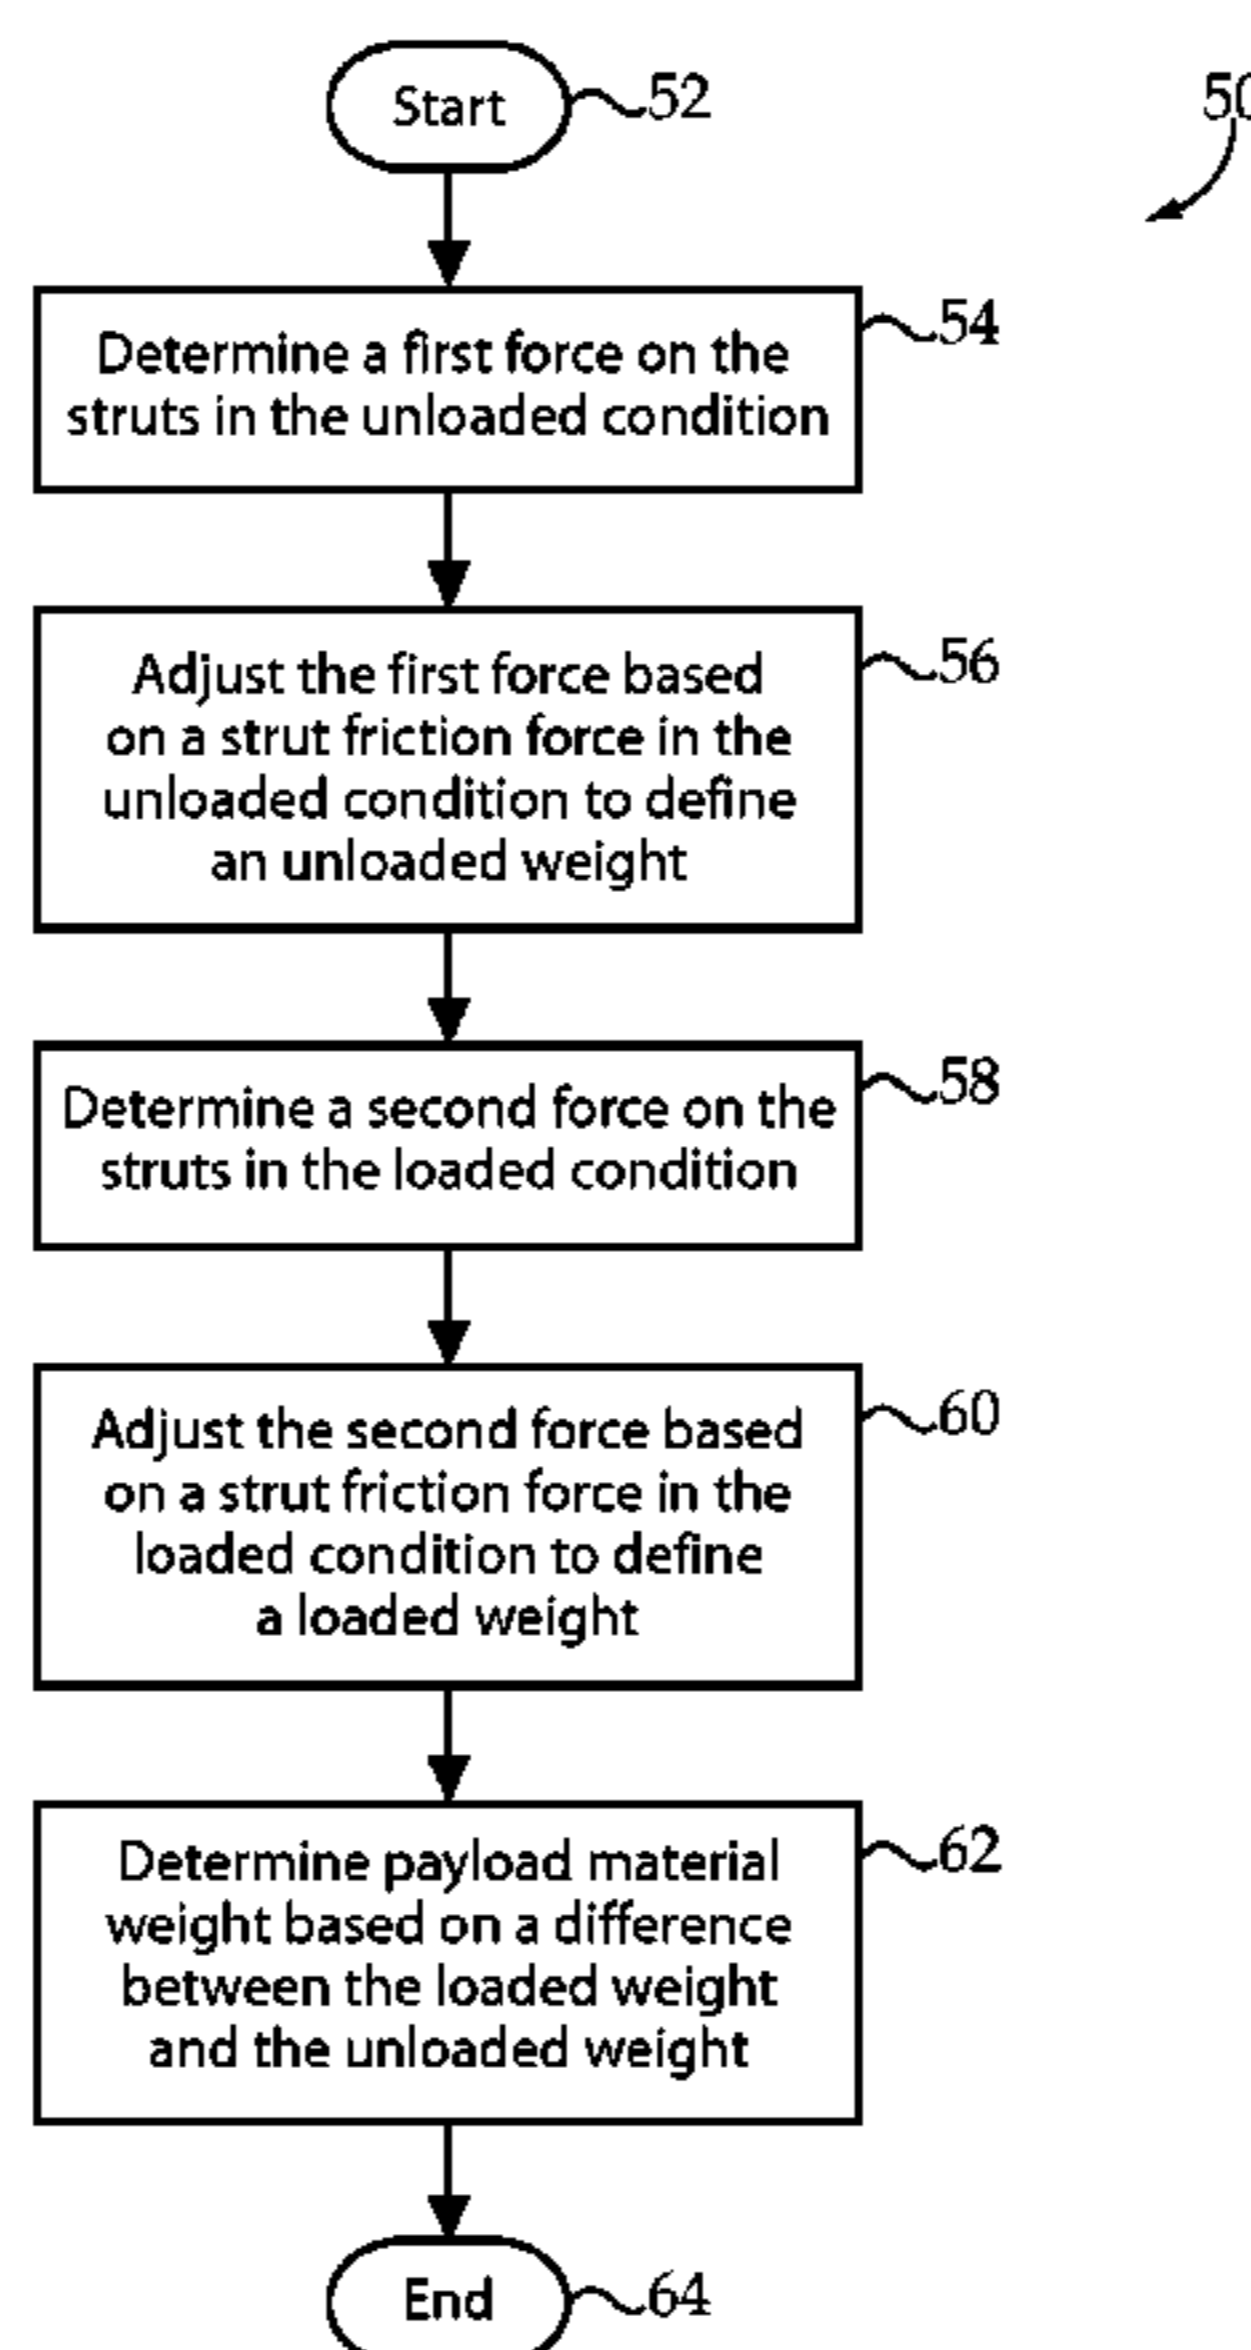 Start
52
50
Determine a first force on the
struts in the unloaded condition
54
Adjust the first force based
on a strut friction force in the
unloaded condition to define
an unloaded weight
56
Determine a second force on the
struts in the loaded condition
58
Adjust the second force based
on a strut friction force in the
loaded condition to define
a loaded weight
60
Determine payload material
weight based on a difference
between the loaded weight
and the unloaded weight
62
End
64